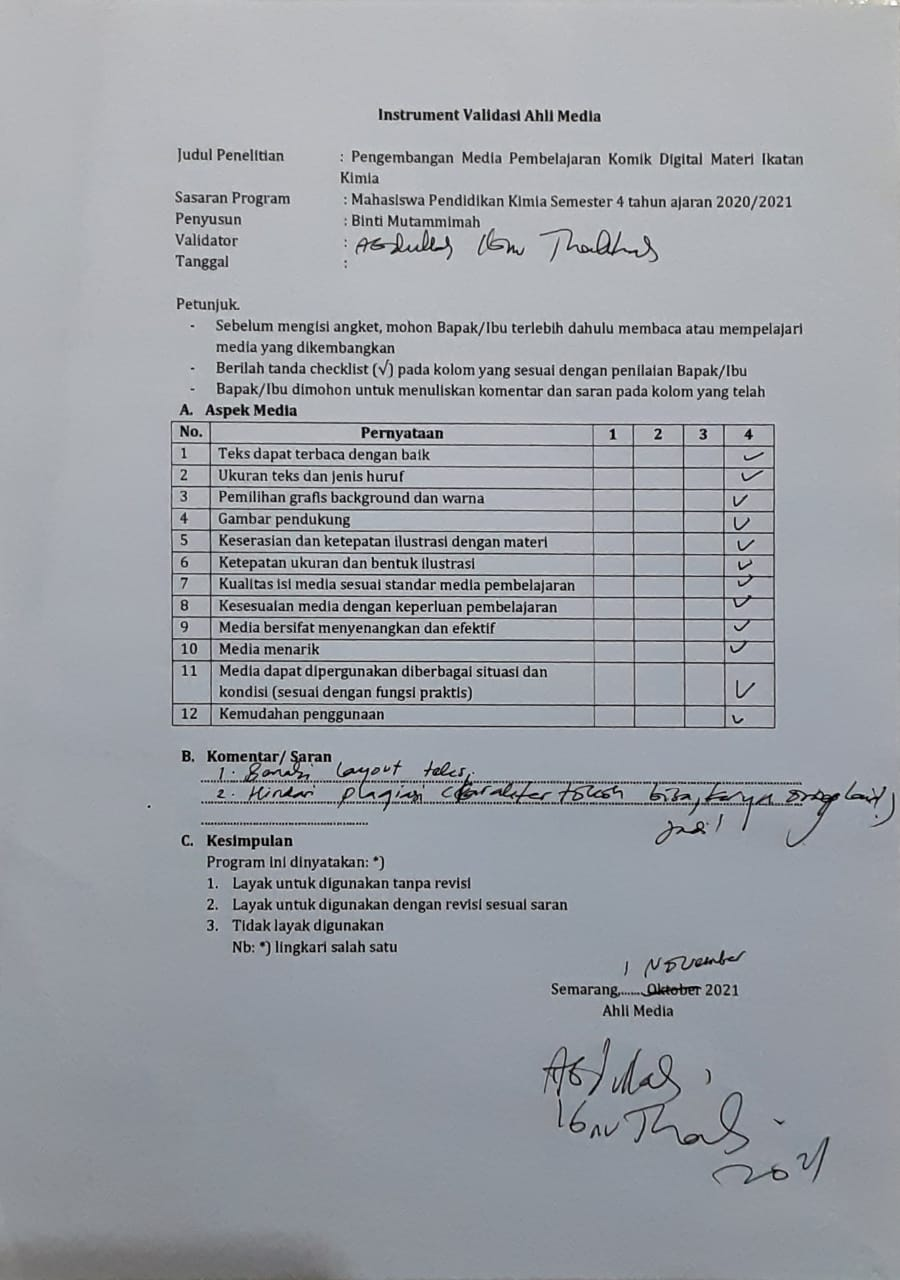 Instrument Validasi Ahli Media
Judul Penelitian : Pengembangan Media Pembelajaran Komik Digital Materi Ikatan
Kimia
Sasaran Program : Mahasiswa Pendidikan Kimia Semester 4 tahun ajaran 2020/2021
Penyusun : Binti Mutammimah
Validator : Abdullah Ibnu Thalhah
Tanggal :
Petunjuk.
- Sebelum mengisi angket, mohon Bapak/Ibu terlebih dahulu membaca atau mempelajari
media yang dikembangkan
- Berilah tanda checklist (√) pada kolom yang sesuai dengan penilaian Bapak/Ibu
- Bapak/Ibu dimohon untuk menuliskan komentar dan saran pada kolom yang telah
A. Aspek Media
No. Pernyataan 1 2 3 4
1 Teks dapat terbaca dengan baik ✓
2 Ukuran teks dan jenis huruf ✓
3 Pemilihan grafis background dan warna ✓
4 Gambar pendukung ✓
5 Keserasian dan ketepatan ilustrasi dengan materi ✓
6 Ketepatan ukuran dan bentuk ilustrasi ✓
7 Kualitas isi media sesuai standar media pembelajaran ✓
8 Kesesuaian media dengan keperluan pembelajaran ✓
9 Media bersifat menyenangkan dan efektif ✓
10 Media menarik ✓
11 Media dapat dipergunakan diberbagai situasi dan
kondisi (sesuai dengan fungsi praktis) ✓
12 Kemudahan penggunaan ✓
B. Komentar/ Saran
1. layout teks,
2. Hindari plagiasi karakter tokoh karya orang lain,
C. Kesimpulan
Program ini dinyatakan: *)
1. Layak untuk digunakan tanpa revisi
2. Layak untuk digunakan dengan revisi sesuai saran
3. Tidak layak digunakan
Nb: *) lingkari salah satu
1 November
Semarang,...... Oktober 2021
Ahli Media
Abdullah
Ibnu
2021